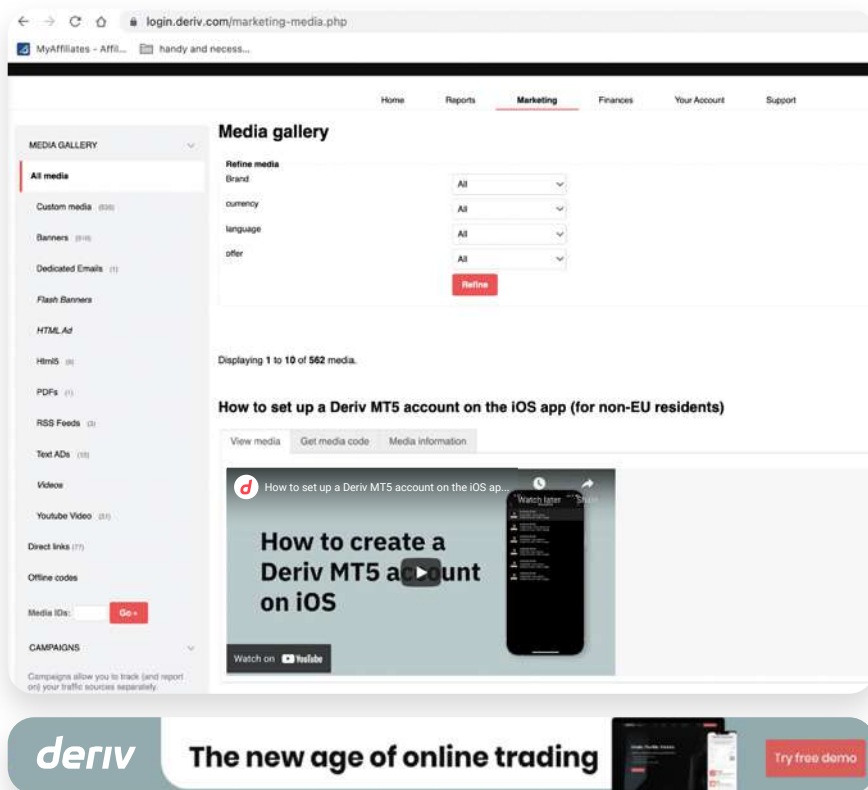 login.deriv.com/marketing-media.php
MyAffiliates - Affil...
handy and necess...
Home Reports Marketing Finances Your Account Support
MEDIA GALLERY
All media
Custom media
Banners
Dedicated Emails (1)
Flash Banners
HTML Ad
Html5
PDFs (1)
RSS Feeds (3)
Text ADs
Videos
Youtube Video
Direct links (77)
Offline codes
Media IDs: Go »
CAMPAIGNS
Campaigns allow you to track (and report
on) your traffic sources separately.
Media gallery
Refine media
Brand All
currency All
language All
offer All
Refine
Displaying 1 to 10 of 562 media.
How to set up a Deriv MT5 account on the iOS app (for non-EU residents)
View media Get media code Media information
d How to set up a Deriv MT5 account on the iOS ap...
Watch later Share
How to create a
Deriv MT5 account
on iOS
Watch on YouTube
deriv
The new age of online trading
Try free demo